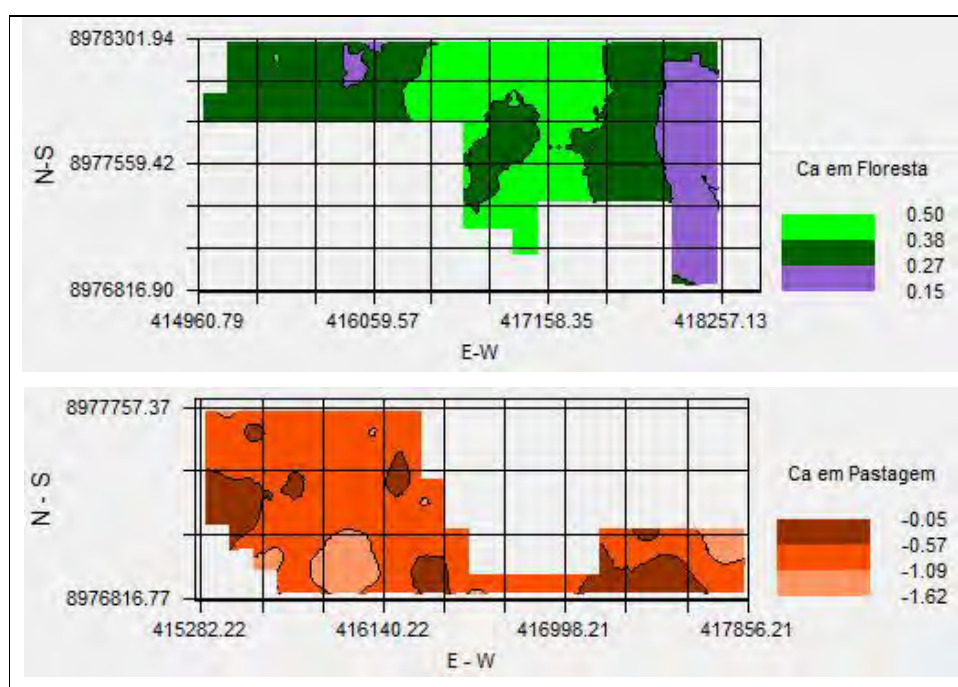 8978301.94
N-S
8977559.42
8976816.90
414960.79 416059.57 417158.35 418257.13
E-W
Ca em Floresta
0.50
0.38
0.27
0.15
8977757.37
N - S
8976816.77
415282.22 416140.22 416998.21 417856.21
E - W
Ca em Pastagem
-0.05
-0.57
-1.09
-1.62